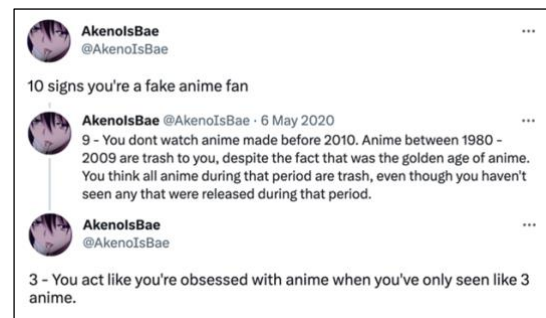 AkenoIsBae
@AkenoIsBae
10 signs you're a fake anime fan
AkenoIsBae @AkenoIsBae · 6 May 2020
9 - You dont watch anime made before 2010. Anime between 1980 -
2009 are trash to you, despite the fact that was the golden age of anime.
You think all anime during that period are trash, even though you haven't
seen any that were released during that period.
AkenoIsBae
@AkenoIsBae
3 - You act like you're obsessed with anime when you've only seen like 3
anime.